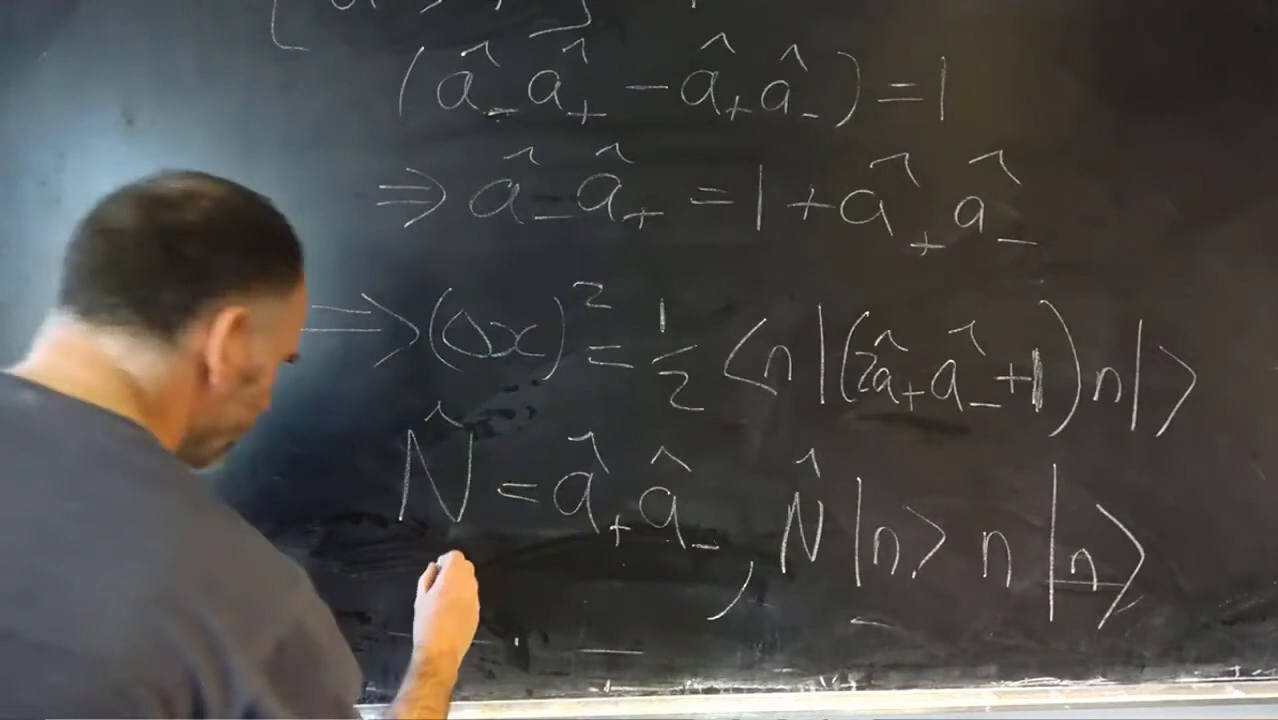 (â₋â₊ − â₊â₋) = 1
⇒ â₋â₊ = 1 + â₊â₋
⇒ (Δx)² = 1/2 ⟨n|(2â₊â₋ + 1)n|⟩
N̂ = â₊â₋, N̂|n⟩ n|n⟩